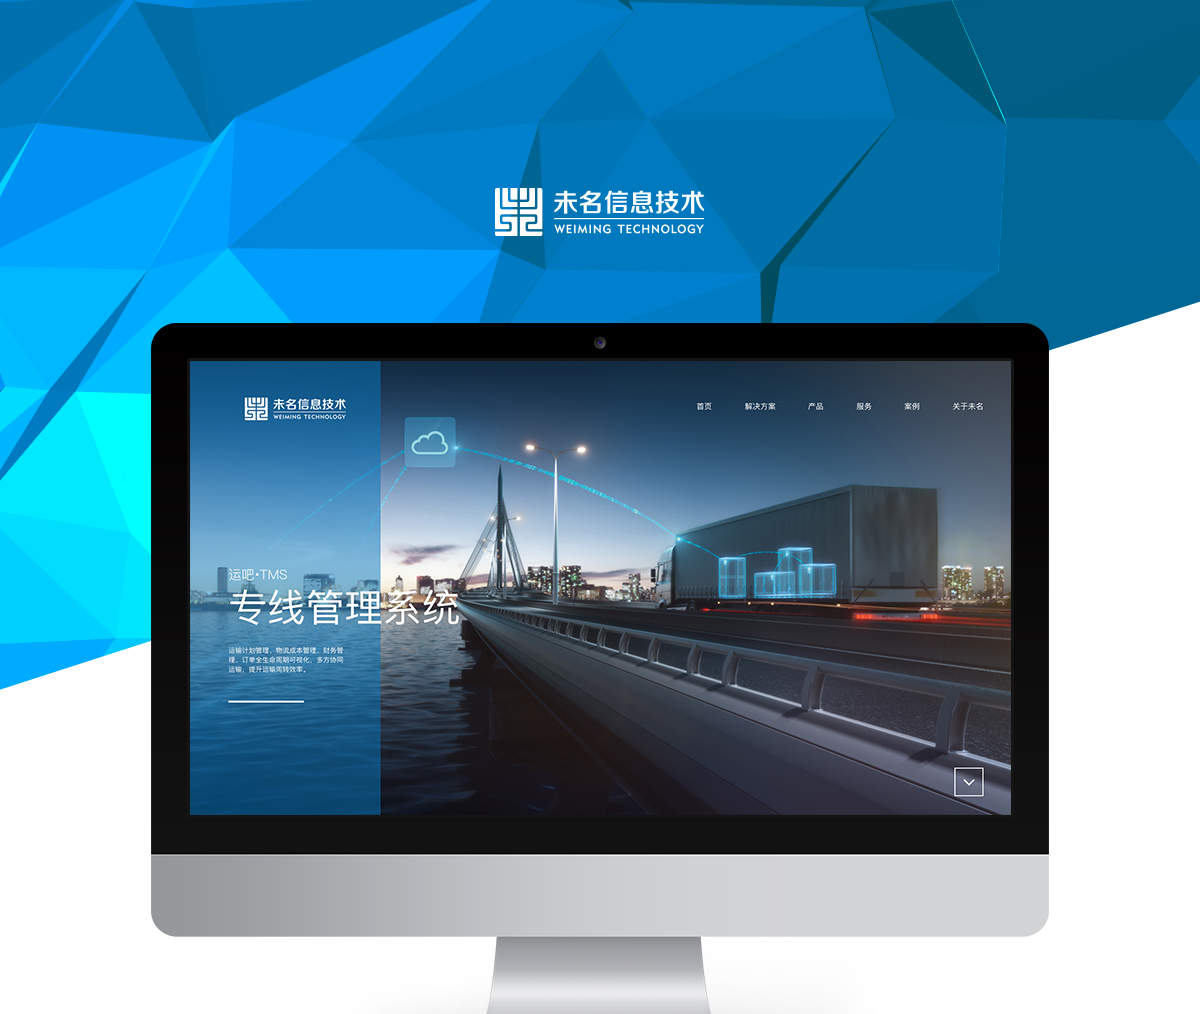 未名信息技术
WEIMING TECHNOLOGY
未名信息技术
WEIMING TECHNOLOGY
首页 解决方案 产品 服务 案例 关于未名
运吧·TMS
专线管理系统
运输计划管理、物流成本管理、财务管
理、订单全生命周期可视化，多方协同
运输，提升运输周转效率。